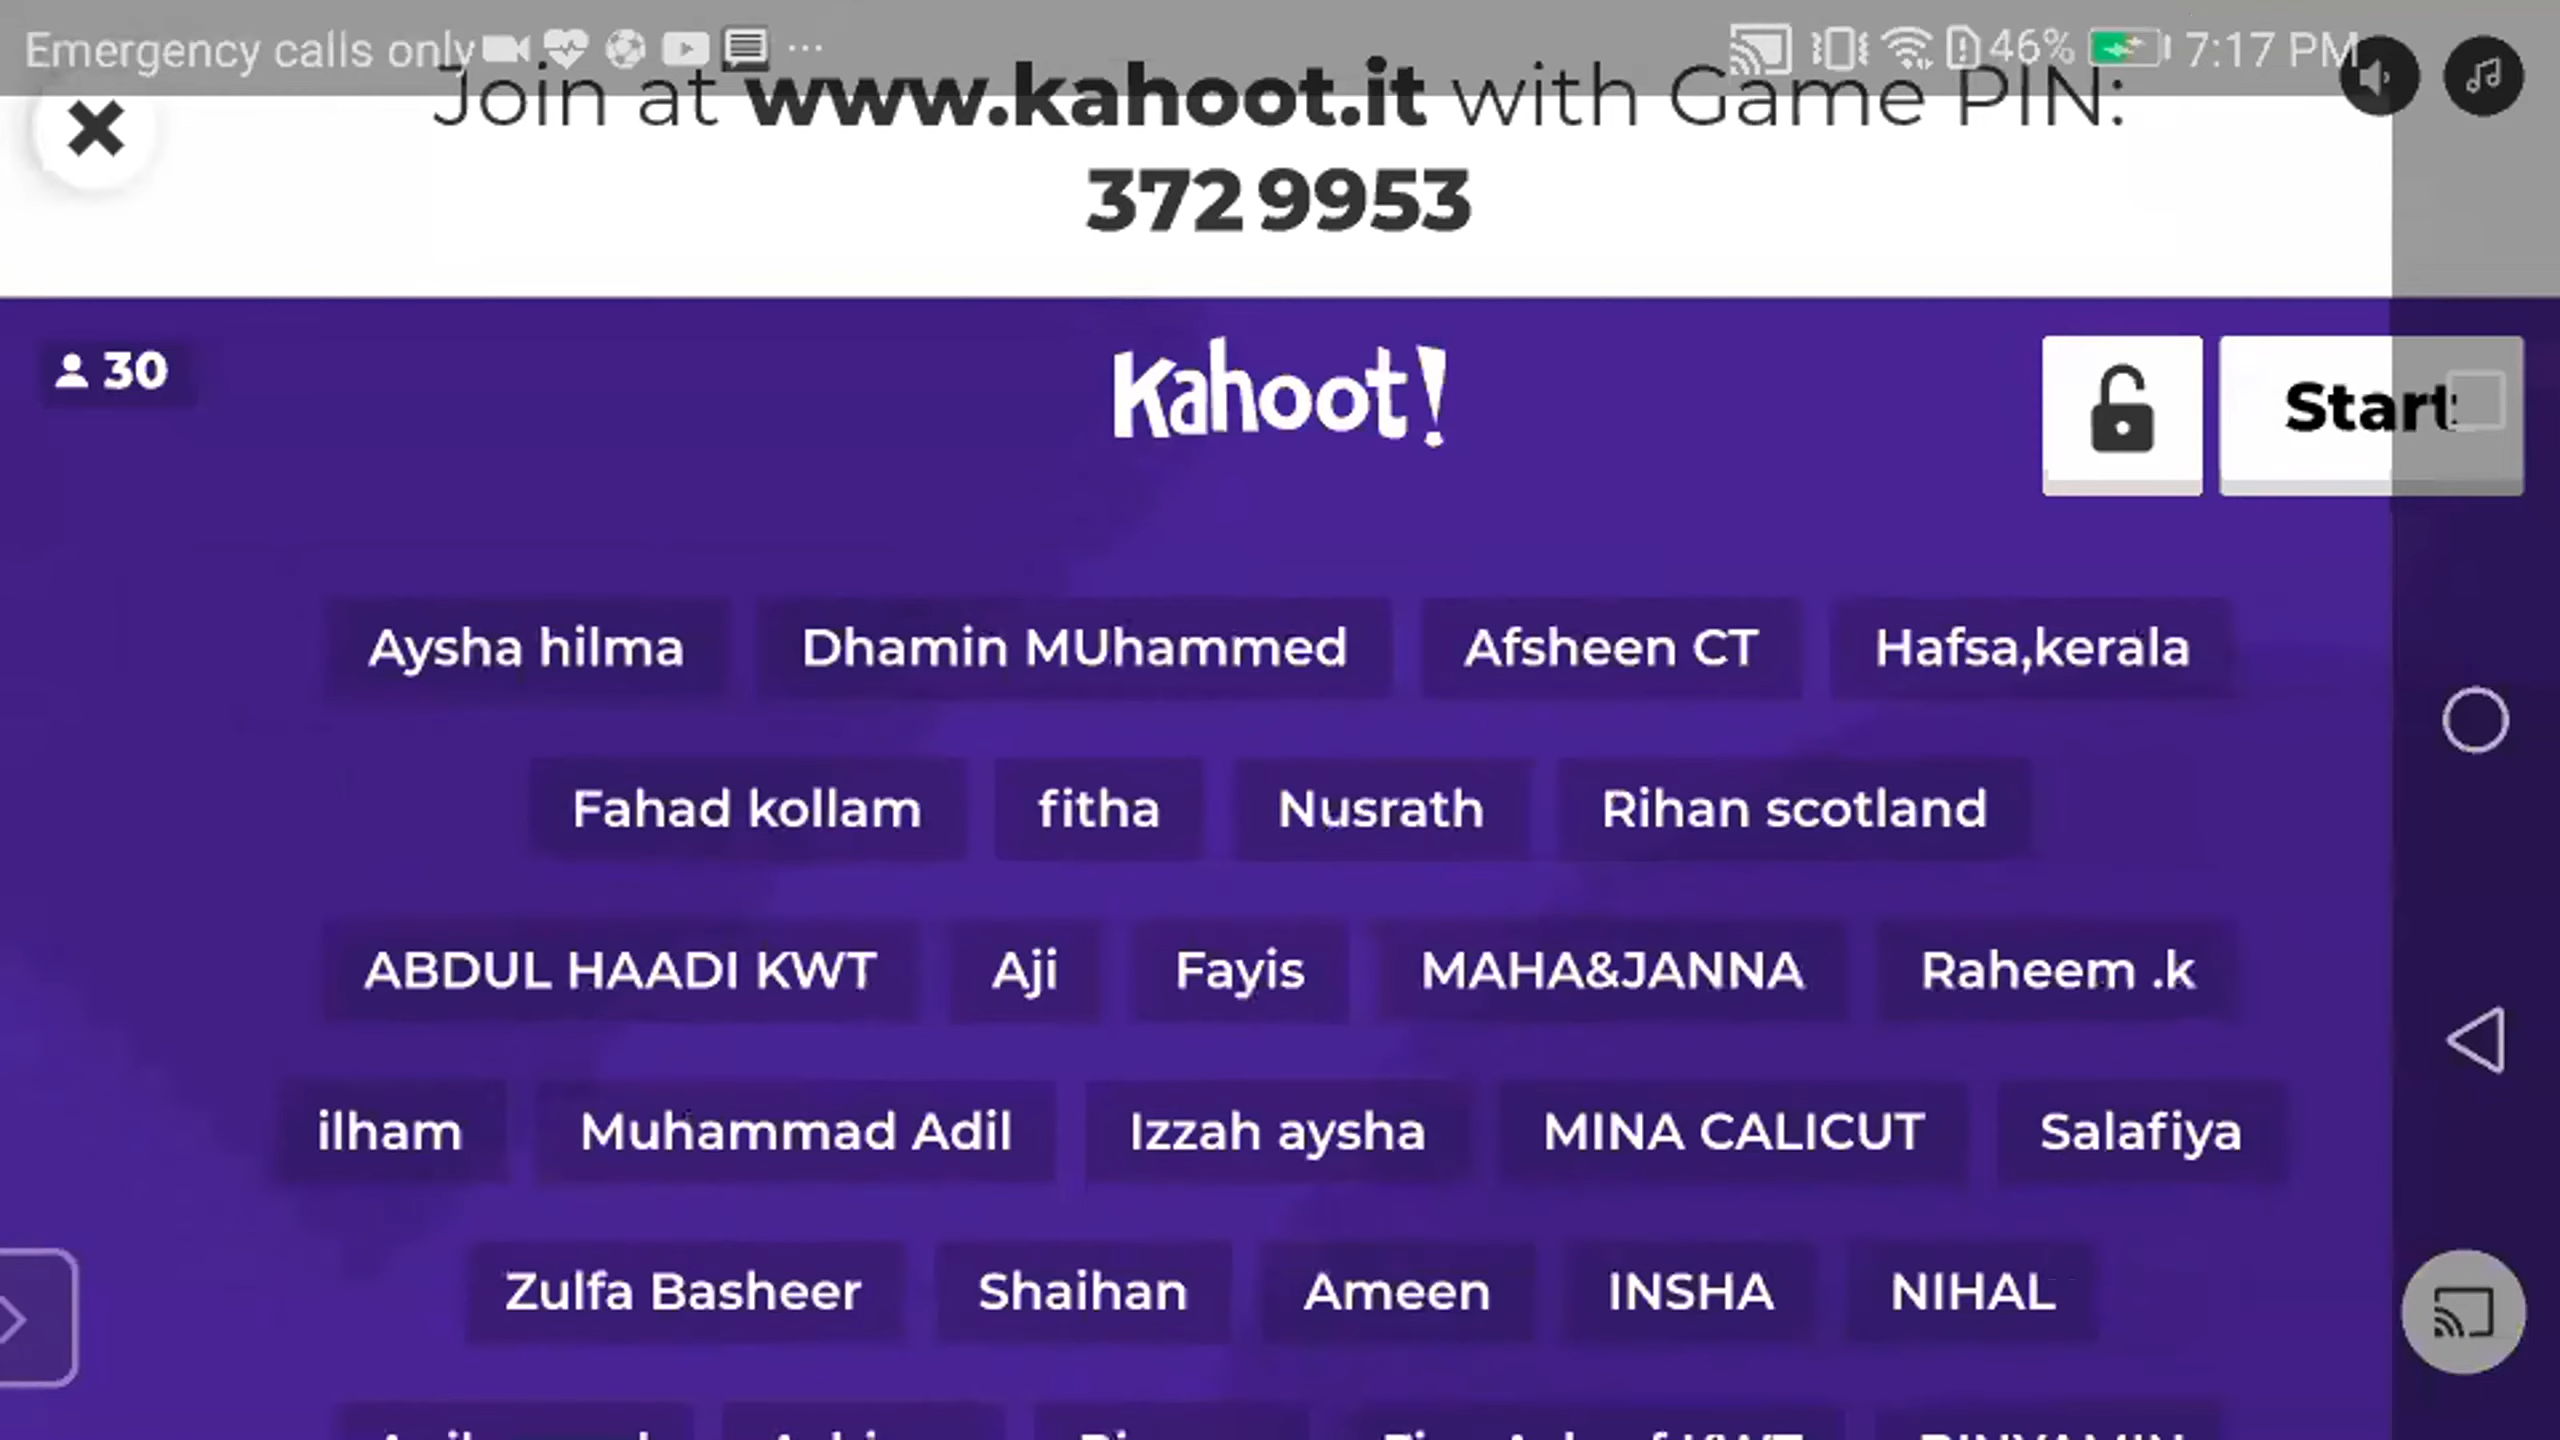 Emergency calls only ... 46% 7:17 PM
Join at www.kahoot.it with Game PIN:
372 9953
30
Kahoot!
Start
Aysha hilma Dhamin MUhammed Afsheen CT Hafsa,kerala
Fahad kollam fitha Nusrath Rihan scotland
ABDUL HAADI KWT Aji Fayis MAHA&JANNA Raheem .k
ilham Muhammad Adil Izzah aysha MINA CALICUT Salafiya
Zulfa Basheer Shaihan Ameen INSHA NIHAL